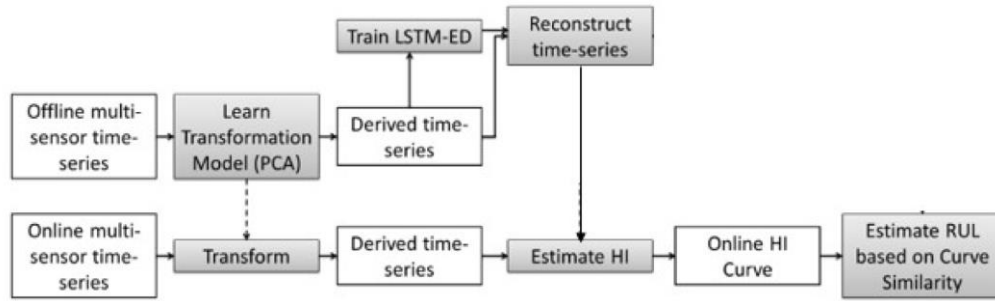 Train LSTM-ED
Reconstruct
time-series
Offline multi-
sensor time-
series
Learn
Transformation
Model (PCA)
Derived time-
series
Online multi-
sensor time-
series
Transform
Derived time-
series
Estimate HI
Online HI
Curve
Estimate RUL
based on Curve
Similarity